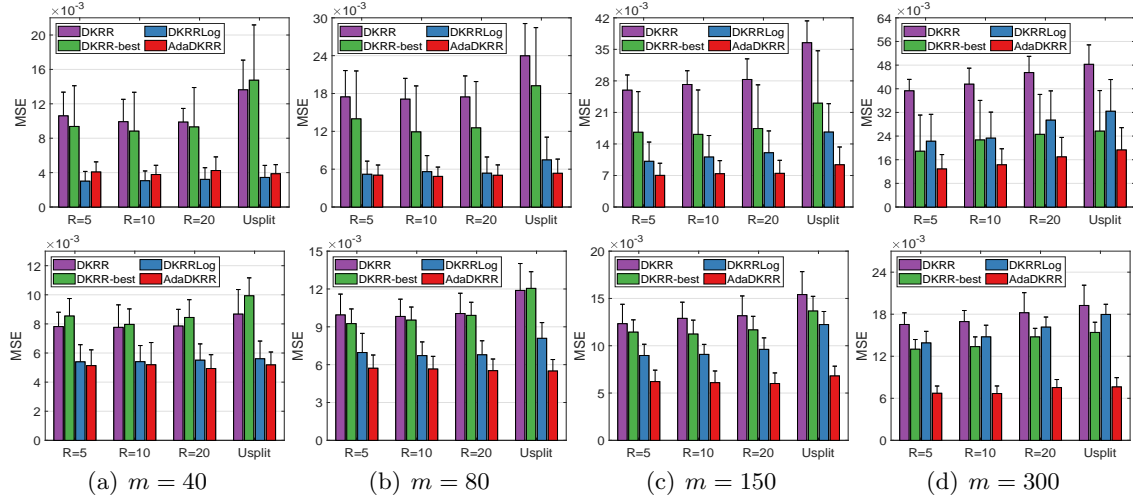 ×10⁻³
20
16
12
8
4
0
MSE
DKRR DKRRLog
DKRR-best AdaDKRR
R=5 R=10 R=20 Usplit
×10⁻³
30
24
18
12
6
0
MSE
DKRR DKRRLog
DKRR-best AdaDKRR
R=5 R=10 R=20 Usplit
×10⁻³
42
35
28
21
14
7
0
MSE
DKRR DKRRLog
DKRR-best AdaDKRR
R=5 R=10 R=20 Usplit
×10⁻³
64
56
48
40
32
24
16
8
0
MSE
DKRR DKRRLog
DKRR-best AdaDKRR
R=5 R=10 R=20 Usplit
×10⁻³
12
10
8
6
4
2
0
MSE
DKRR DKRRLog
DKRR-best AdaDKRR
R=5 R=10 R=20 Usplit
(a) m = 40
×10⁻³
15
12
9
6
3
0
MSE
DKRR DKRRLog
DKRR-best AdaDKRR
R=5 R=10 R=20 Usplit
(b) m = 80
×10⁻³
20
15
10
5
0
MSE
DKRR DKRRLog
DKRR-best AdaDKRR
R=5 R=10 R=20 Usplit
(c) m = 150
×10⁻³
24
18
12
6
0
MSE
DKRR DKRRLog
DKRR-best AdaDKRR
R=5 R=10 R=20 Usplit
(d) m = 300